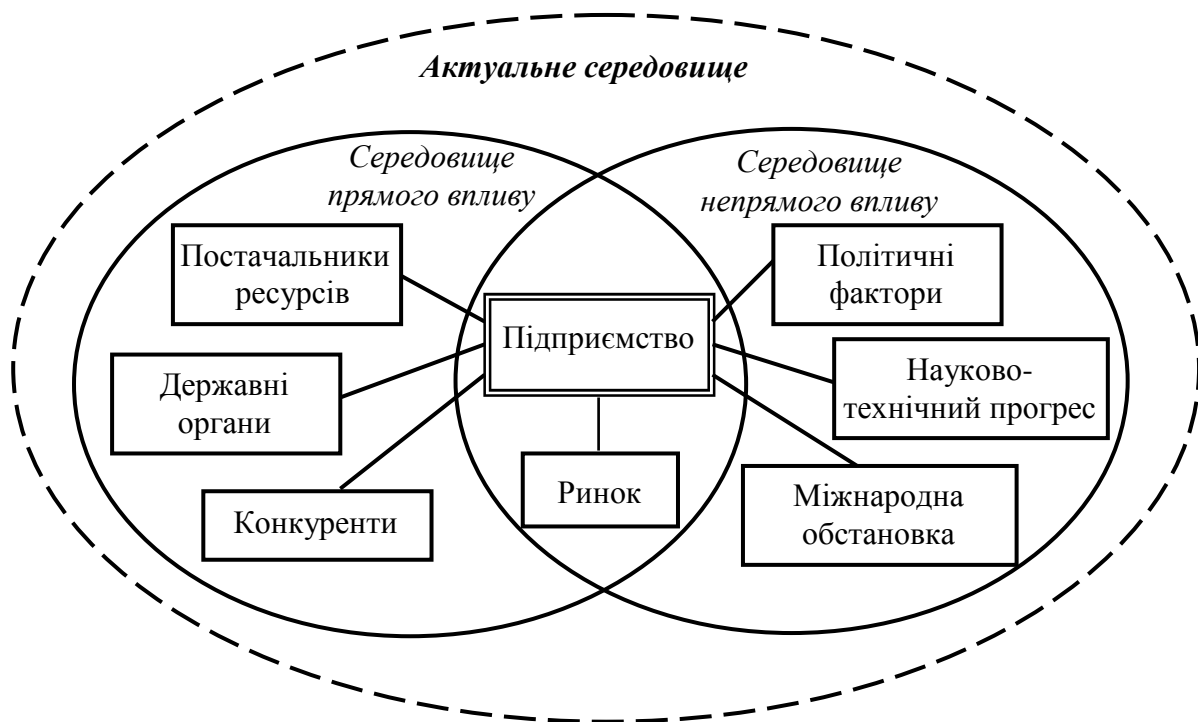 Актуальне середовище
Середовище
прямого впливу
Середовище
непрямого впливу
Постачальники
ресурсів
Політичні
фактори
Підприємство
Державні
органи
Науково-
технічний прогрес
Конкуренти
Ринок
Міжнародна
обстановка